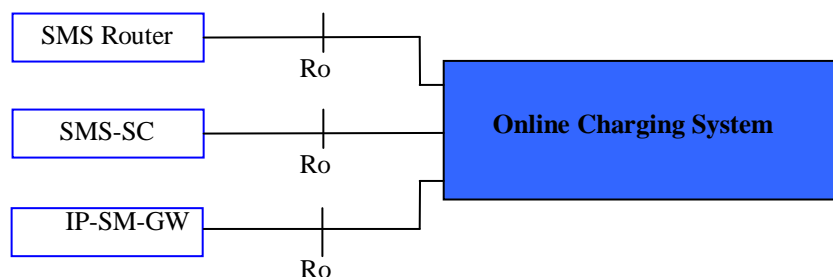 SMS Router
Ro
SMS-SC
Online Charging System
Ro
IP-SM-GW
Ro